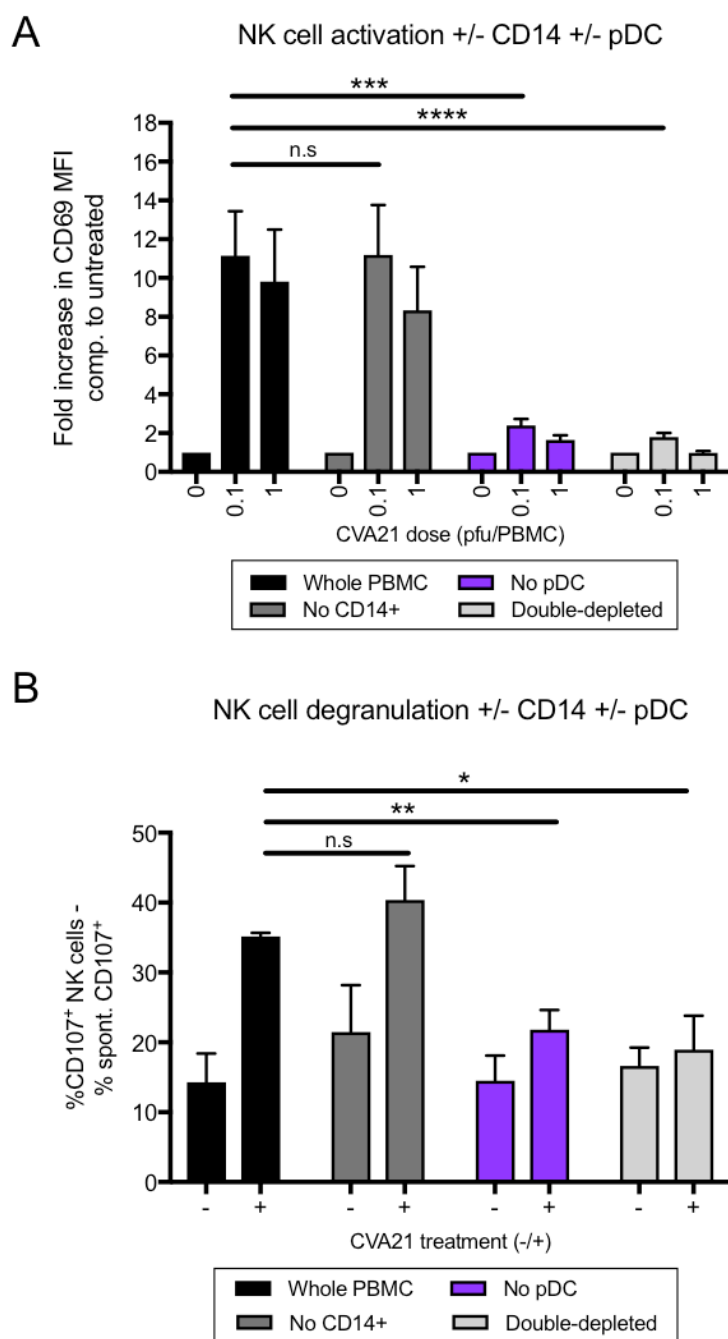 A
NK cell activation +/- CD14 +/- pDC
***
****
n.s
Fold increase in CD69 MFI
comp. to untreated
18
16
14
12
10
8
6
4
2
0
0 0.1 1 0 0.1 1 0 0.1 1 0 0.1 1
CVA21 dose (pfu/PBMC)
Whole PBMC No pDC
No CD14+ Double-depleted
B
NK cell degranulation +/- CD14 +/- pDC
*
**
n.s
%CD107⁺ NK cells -
% spont. CD107⁺
50
40
30
20
10
0
- + - + - + - +
CVA21 treatment (-/+)
Whole PBMC No pDC
No CD14+ Double-depleted